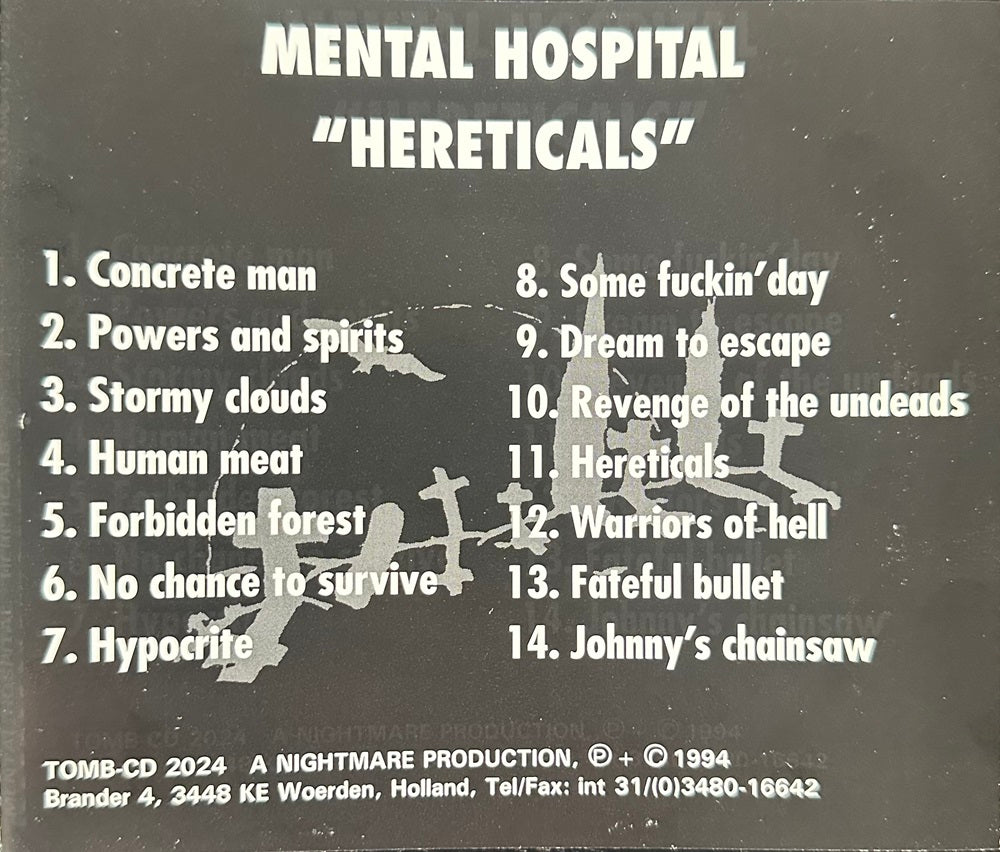 MENTAL HOSPITAL
"HERETICALS"
1. Concrete man
2. Powers and spirits
3. Stormy clouds
4. Human meat
5. Forbidden forest
6. No chance to survive
7. Hypocrite
8. Some fuckin'day
9. Dream to escape
10. Revenge of the undeads
11. Hereticals
12. Warriors of hell
13. Fateful bullet
14. Johnny's chainsaw
TOMB-CD 2024 A NIGHTMARE PRODUCTION, ℗ + © 1994
Brander 4, 3448 KE Woerden, Holland, Tel/Fax: int 31/(0)3480-16642